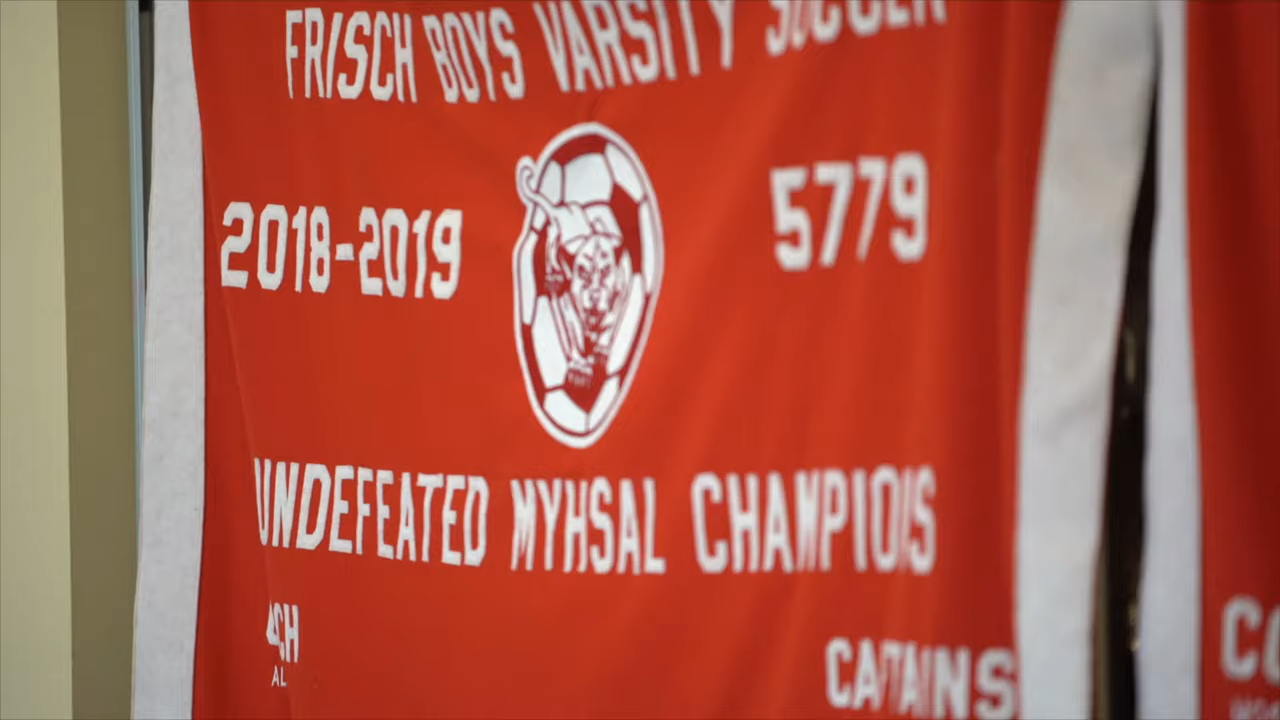 FRISCH BOYS VARSITY SOCCER
2018-2019 5779
UNDEFEATED MYHSAL CHAMPIONS
CAPTAINS